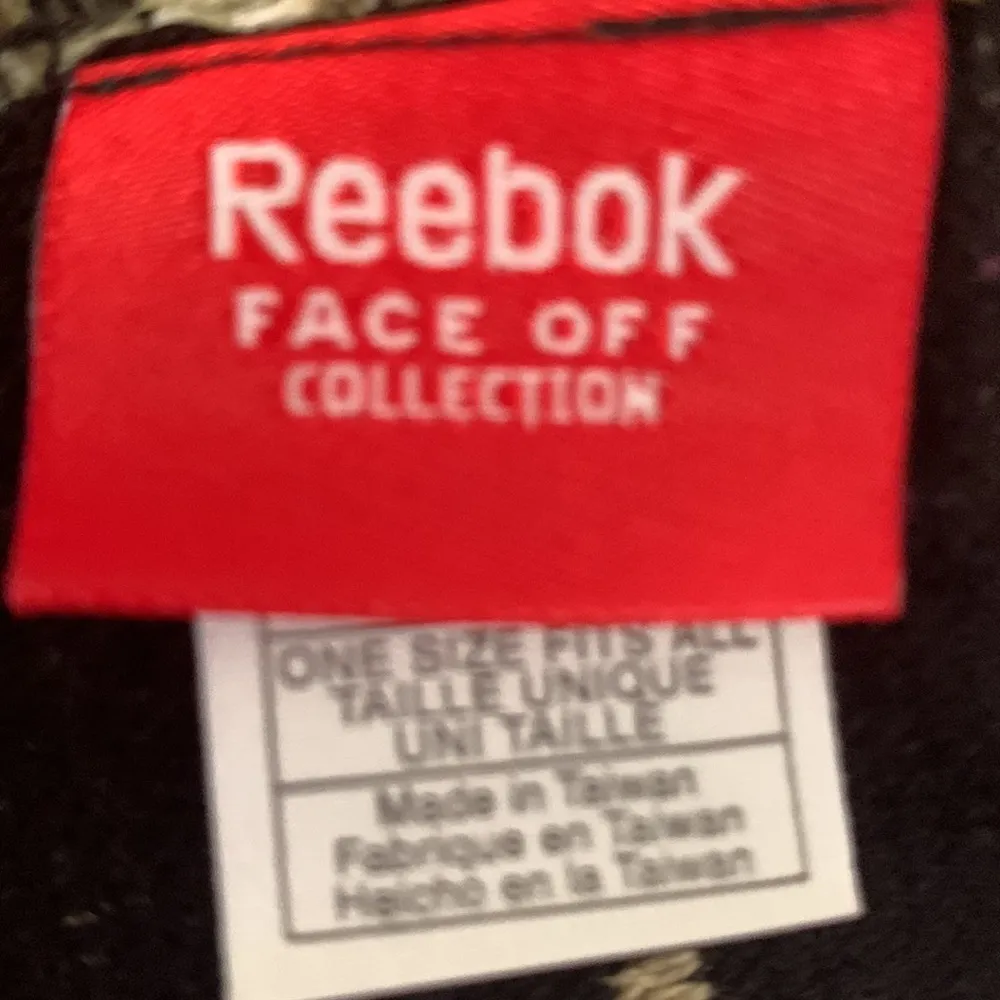 Reebok
FACE OFF
COLLECTION
ONE SIZE FITS ALL
TAILLE UNIQUE
UNI TAILLE
Made in Taiwan
Fabrique en Taiwan
Haicho en la Taiwan